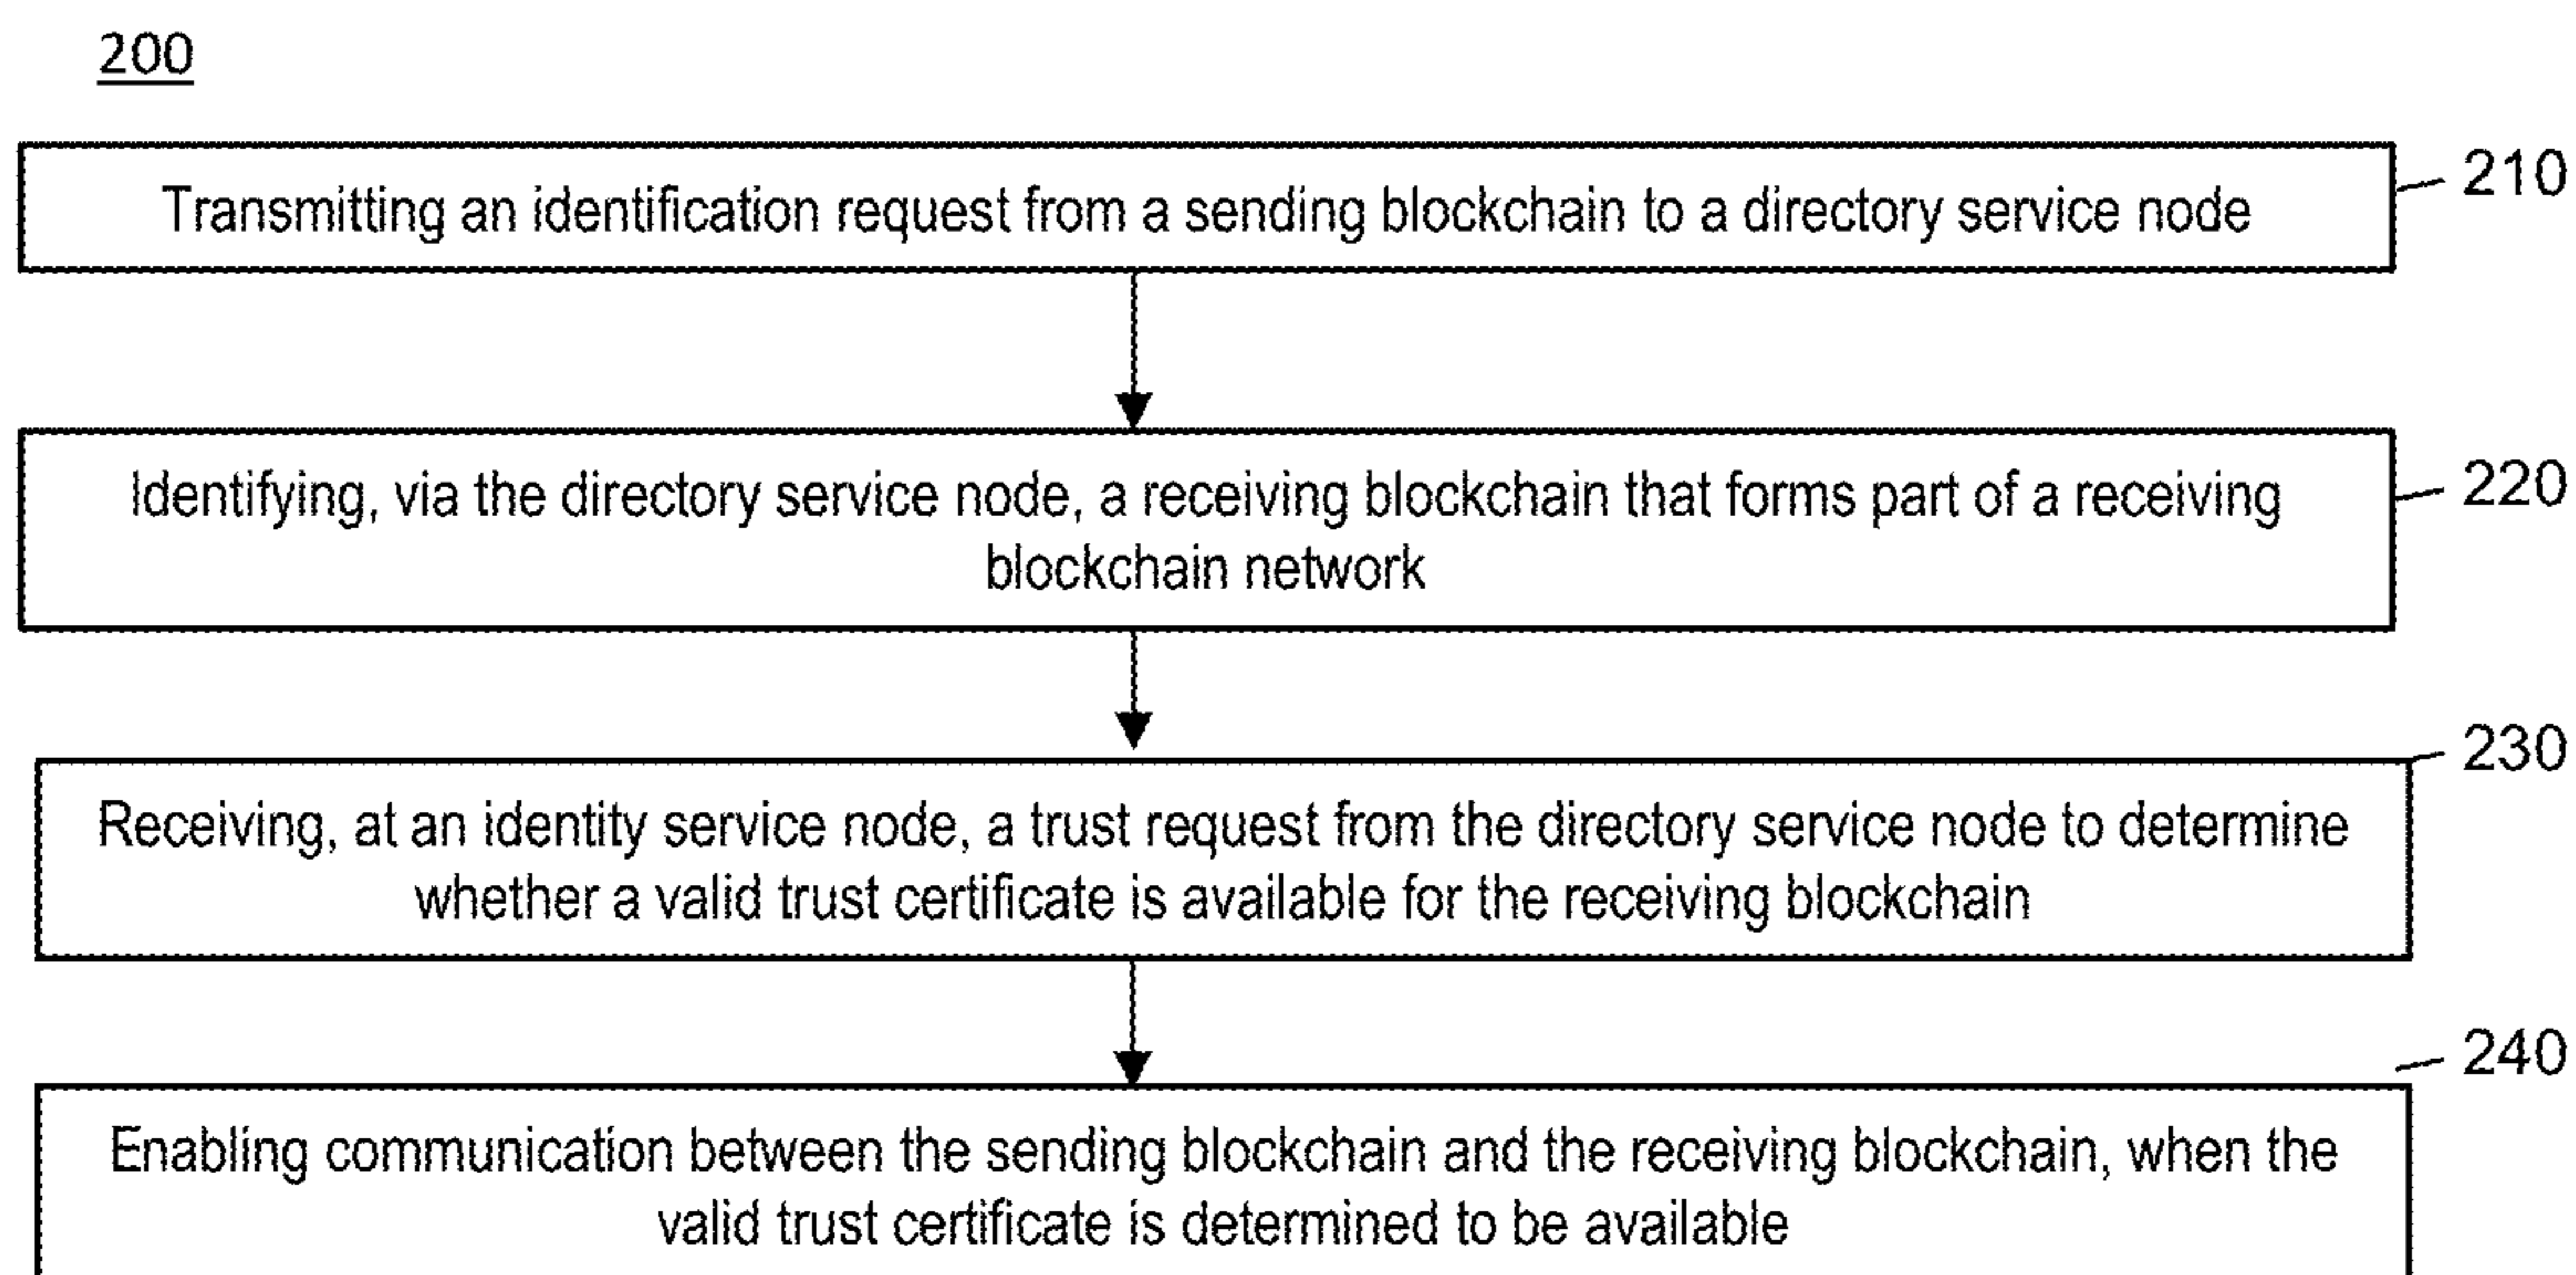 200
210
Transmitting an identification request from a sending blockchain to a directory service node
220
Identifying, via the directory service node, a receiving blockchain that forms part of a receiving
blockchain network
230
Receiving, at an identity service node, a trust request from the directory service node to determine
whether a valid trust certificate is available for the receiving blockchain
240
Enabling communication between the sending blockchain and the receiving blockchain, when the
valid trust certificate is determined to be available